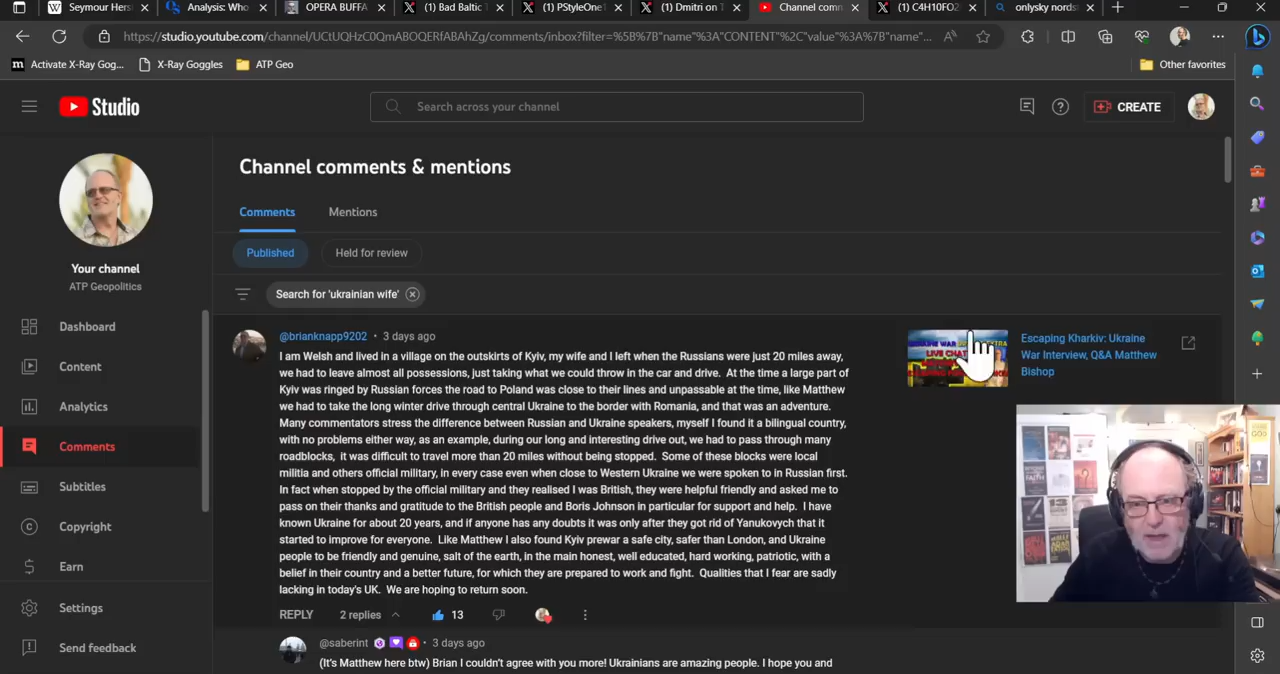 Seymour Hers
Analysis: Who
OPERA BUFFA
(1) Bad Baltic T
(1) PStyleOne1
(1) Dmitri on T
Channel comm
(1) C4H10FO2
onlysky nords
https://studio.youtube.com/channel/UCtUQHzC0QmABOQERfABAhZg/comments/inbox?filter=%5B%7B"name"%3A"CONTENT"%2C"value"%3A%7B"name"...
Activate X-Ray Gog...
X-Ray Goggles
ATP Geo
Other favorites
Studio
Search across your channel
CREATE
Channel comments & mentions
Comments
Mentions
Published
Held for review
Search for 'ukrainian wife'
Your channel
ATP Geopolitics
Dashboard
Content
Analytics
Comments
Subtitles
Copyright
Earn
Settings
Send feedback
@brianknapp9202 • 3 days ago
I am Welsh and lived in a village on the outskirts of Kyiv, my wife and I left when the Russians were just 20 miles away,
we had to leave almost all possessions, just taking what we could throw in the car and drive. At the time a large part of
Kyiv was ringed by Russian forces the road to Poland was close to their lines and unpassable at the time, like Matthew
we had to take the long winter drive through central Ukraine to the border with Romania, and that was an adventure.
Many commentators stress the difference between Russian and Ukraine speakers, myself I found it a bilingual country,
with no problems either way, as an example, during our long and interesting drive out, we had to pass through many
roadblocks, it was difficult to travel more than 20 miles without being stopped. Some of these blocks were local
militia and others official military, in every case even when close to Western Ukraine we were spoken to in Russian first.
In fact when stopped by the official military and they realised I was British, they were helpful friendly and asked me to
pass on their thanks and gratitude to the British people and Boris Johnson in particular for support and help. I have
known Ukraine for about 20 years, and if anyone has any doubts it was only after they got rid of Yanukovych that it
started to improve for everyone. Like Matthew I also found Kyiv prewar a safe city, safer than London, and Ukraine
people to be friendly and genuine, salt of the earth, in the main honest, well educated, hard working, patriotic, with a
belief in their country and a better future, for which they are prepared to work and fight. Qualities that I fear are sadly
lacking in today's UK. We are hoping to return soon.
REPLY 2 replies 13
@saberint • 3 days ago
(It's Matthew here btw) Brian I couldn't agree with you more! Ukrainians are amazing people. I hope you and
UKRAINE WAR
LIVE CHAT
Escaping Kharkiv: Ukraine
War Interview, Q&A Matthew
Bishop